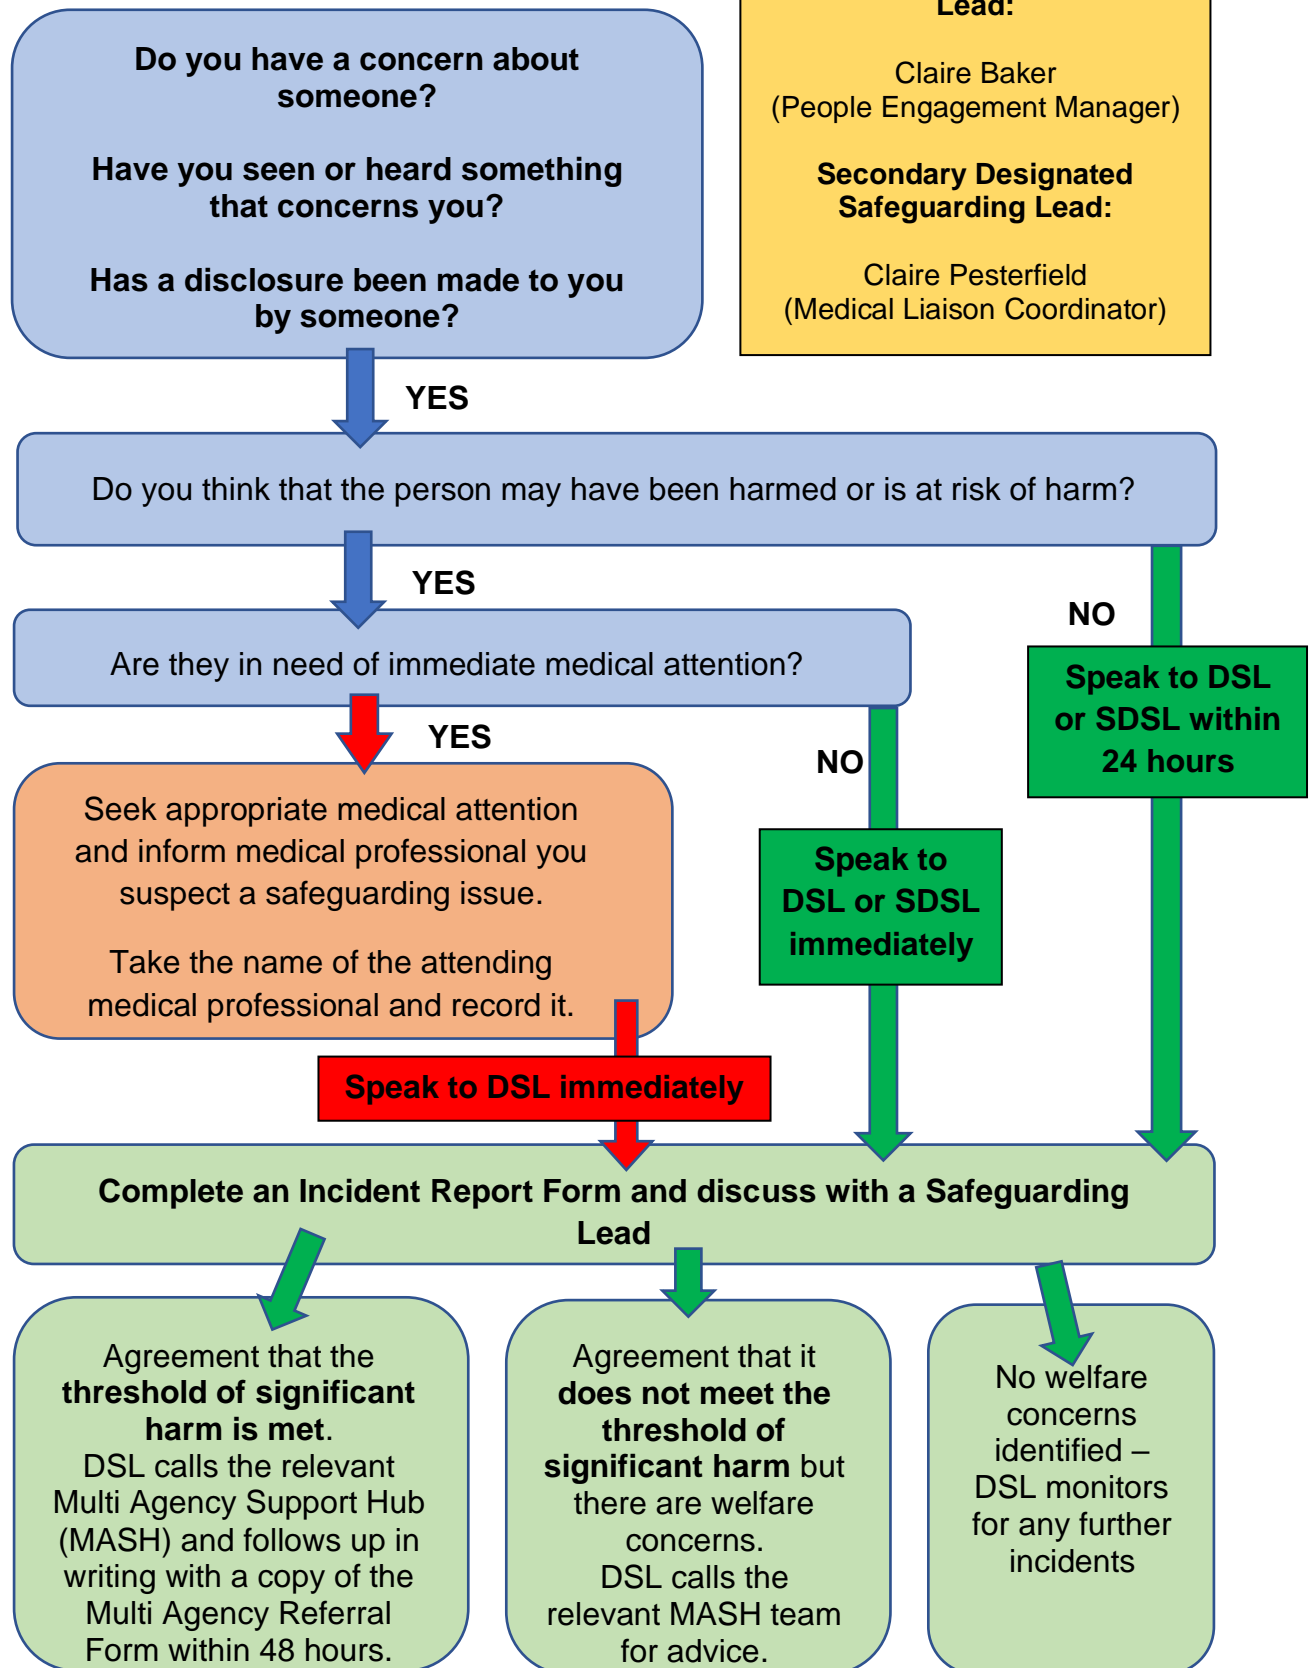 Lead:
Claire Baker
(People Engagement Manager)
Secondary Designated
Safeguarding Lead:
Claire Pesterfield
(Medical Liaison Coordinator)
Do you have a concern about
someone?
Have you seen or heard something
that concerns you?
Has a disclosure been made to you
by someone?
YES
Do you think that the person may have been harmed or is at risk of harm?
YES
NO
Are they in need of immediate medical attention?
Speak to DSL
or SDSL within
24 hours
YES
NO
Seek appropriate medical attention
and inform medical professional you
suspect a safeguarding issue.
Take the name of the attending
medical professional and record it.
Speak to
DSL or SDSL
immediately
Speak to DSL immediately
Complete an Incident Report Form and discuss with a Safeguarding
Lead
Agreement that the
threshold of significant
harm is met.
DSL calls the relevant
Multi Agency Support Hub
(MASH) and follows up in
writing with a copy of the
Multi Agency Referral
Form within 48 hours.
Agreement that it
does not meet the
threshold of
significant harm but
there are welfare
concerns.
DSL calls the
relevant MASH team
for advice.
No welfare
concerns
identified –
DSL monitors
for any further
incidents